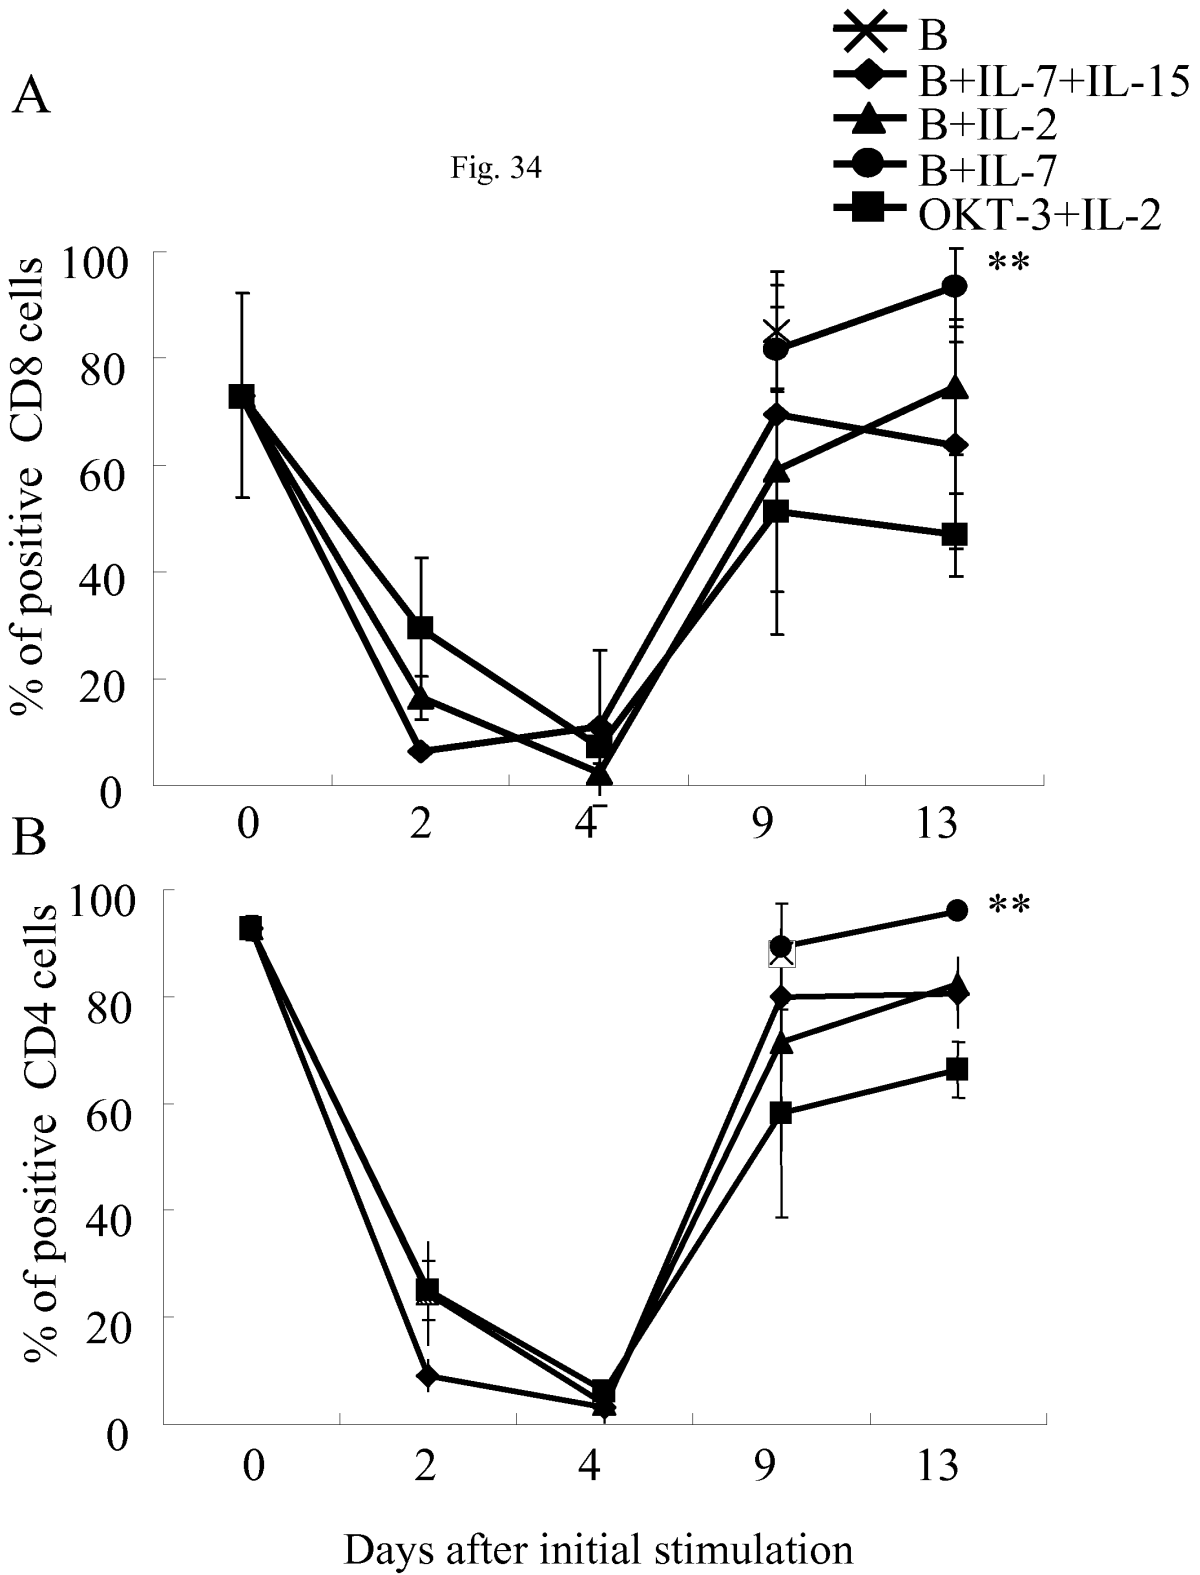 B
B+IL-7+IL-15
B+IL-2
B+IL-7
OKT-3+IL-2
A
Fig. 34
% of positive CD8 cells
100
80
60
40
20
0
**
0 2 4 9 13
B
% of positive CD4 cells
100
80
60
40
20
0
**
0 2 4 9 13
Days after initial stimulation